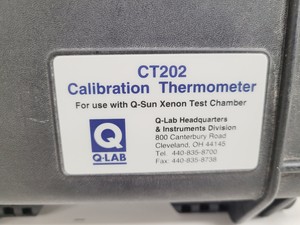 CT202
Calibration Thermometer
For use with Q-Sun Xenon Test Chamber
Q
Q-LAB
Q-Lab Headquarters
& Instruments Division
800 Canterbury Road
Cleveland, OH 44145
Tel. 440-835-8700
Fax: 440-835-8738